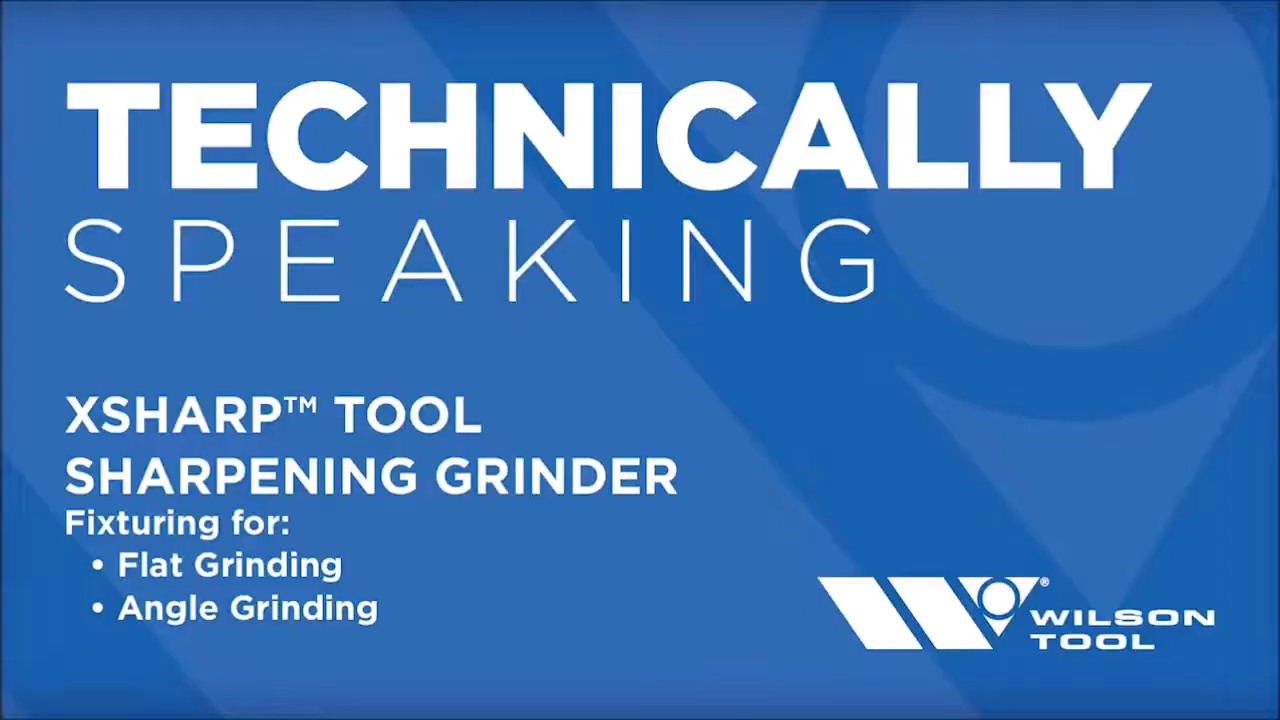 TECHNICALLY
SPEAKING
XSHARP™ TOOL
SHARPENING GRINDER
Fixturing for:
• Flat Grinding
• Angle Grinding
®
WILSON
TOOL